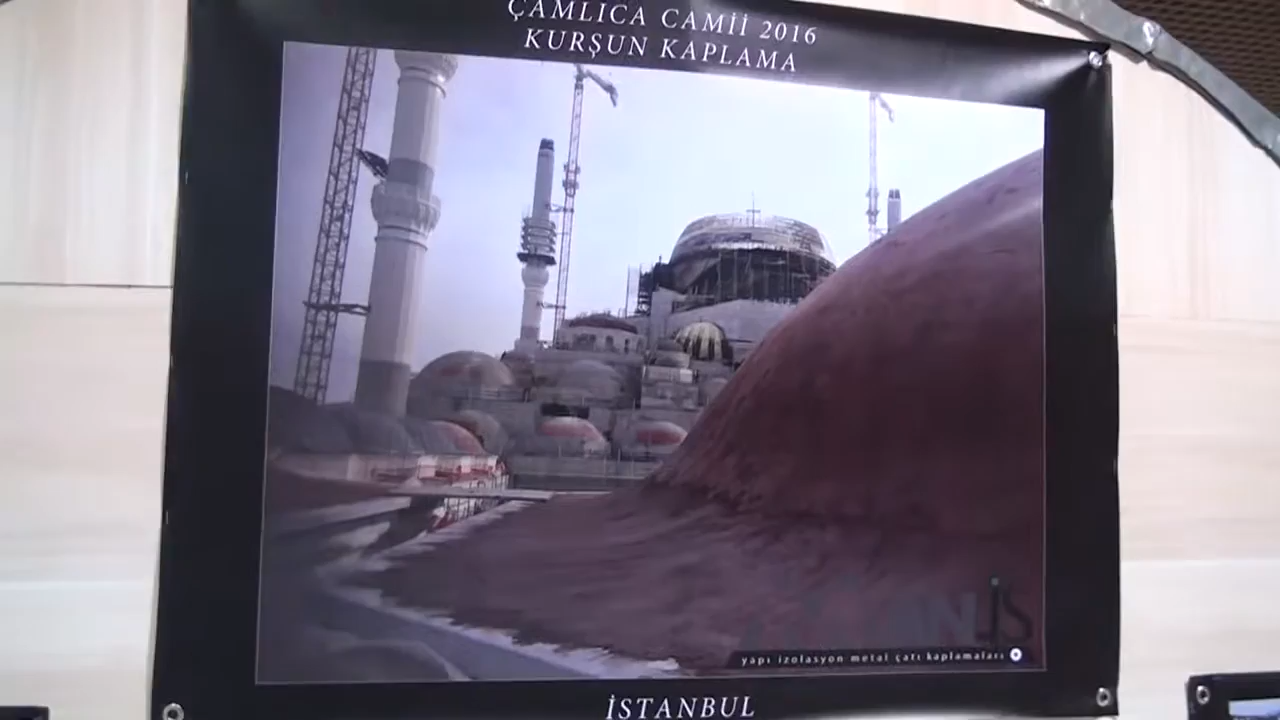 ÇAMLICA CAMİİ 2016
KURŞUN KAPLAMA
yapı izolasyon metal çatı kaplamaları
İSTANBUL